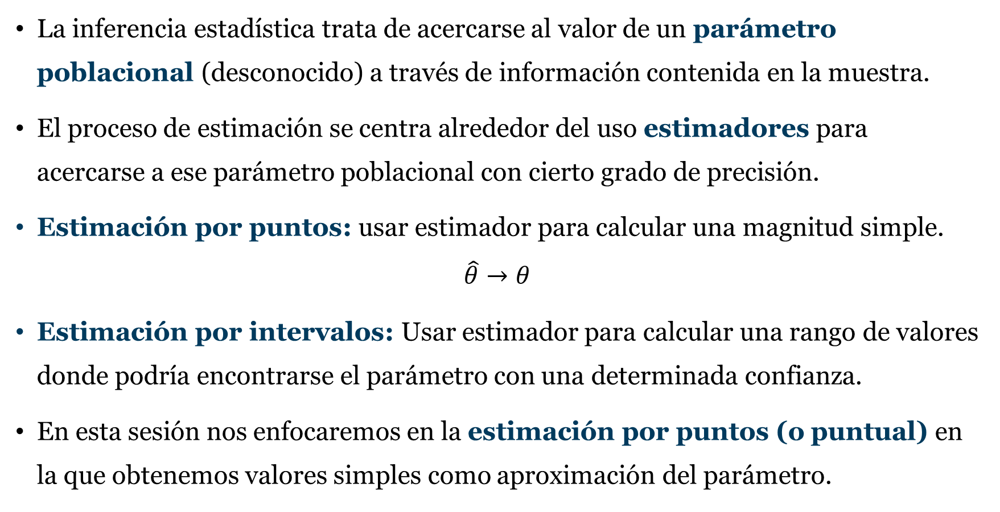 • La inferencia estadística trata de acercarse al valor de un parámetro
poblacional (desconocido) a través de información contenida en la muestra.
• El proceso de estimación se centra alrededor del uso estimadores para
acercarse a ese parámetro poblacional con cierto grado de precisión.
• Estimación por puntos: usar estimador para calcular una magnitud simple.
θ̂ → θ
• Estimación por intervalos: Usar estimador para calcular una rango de valores
donde podría encontrarse el parámetro con una determinada confianza.
• En esta sesión nos enfocaremos en la estimación por puntos (o puntual) en
la que obtenemos valores simples como aproximación del parámetro.